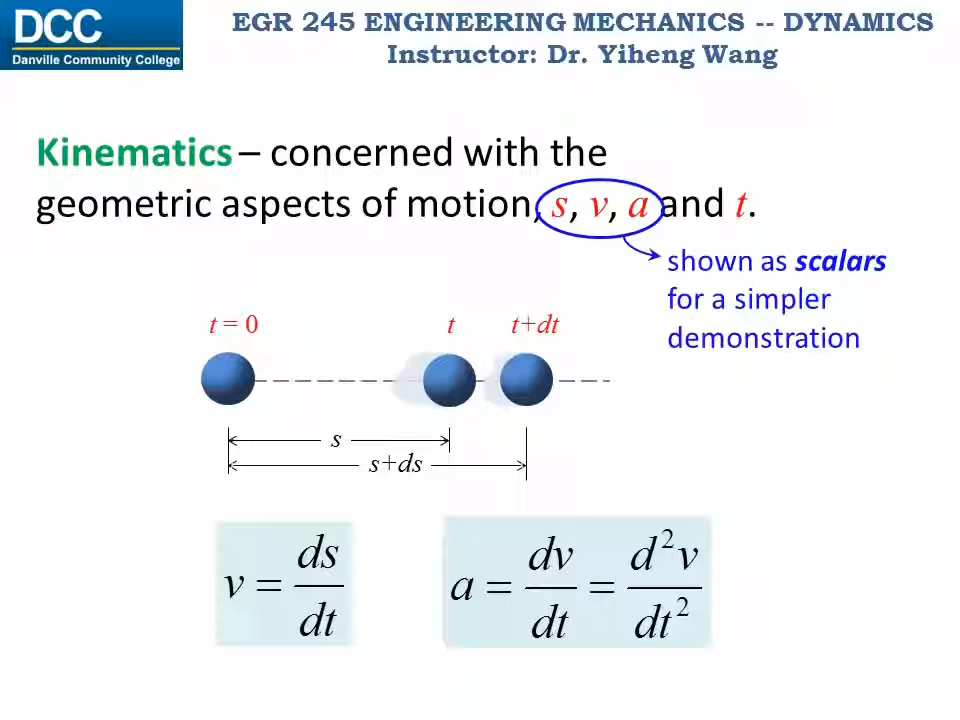 DCC
Danville Community College
EGR 245 ENGINEERING MECHANICS -- DYNAMICS
Instructor: Dr. Yiheng Wang
Kinematics – concerned with the
geometric aspects of motion, s, v, a and t.
shown as scalars
for a simpler
demonstration
t = 0 t t+dt
s
s+ds
v = ds/dt a = dv/dt = d²v/dt²